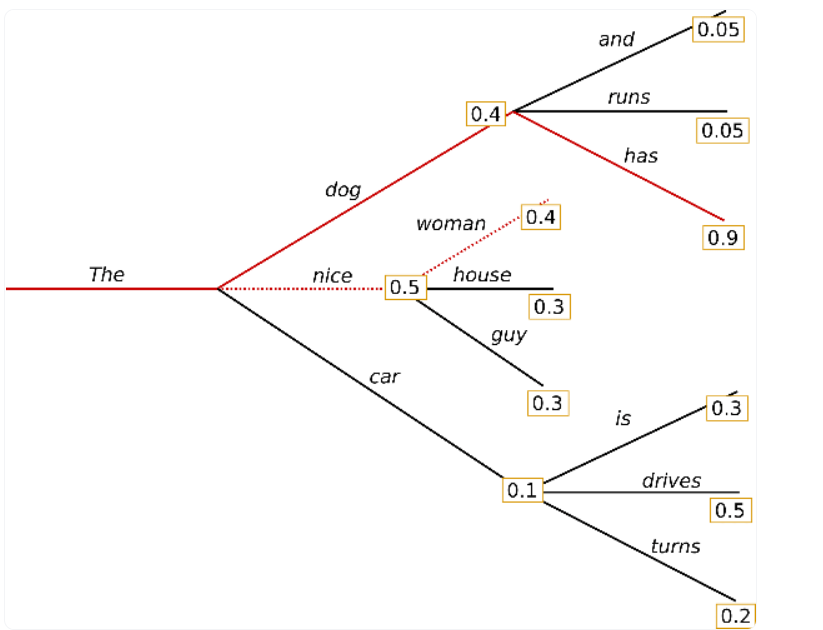 and
0.05
runs
0.4
0.05
has
dog
woman
0.4
0.9
The
nice
0.5
house
0.3
guy
car
0.3
is
0.3
drives
0.1
0.5
turns
0.2